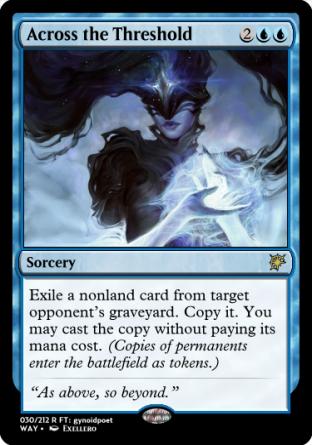 Across the Threshold 2
Sorcery
Exile a nonland card from target
opponent's graveyard. Copy it. You
may cast the copy without paying its
mana cost. (Copies of permanents
enter the battlefield as tokens.)
"As above, so beyond."
030/212 R FT: gynoidpoet
WAY • EXELLERO